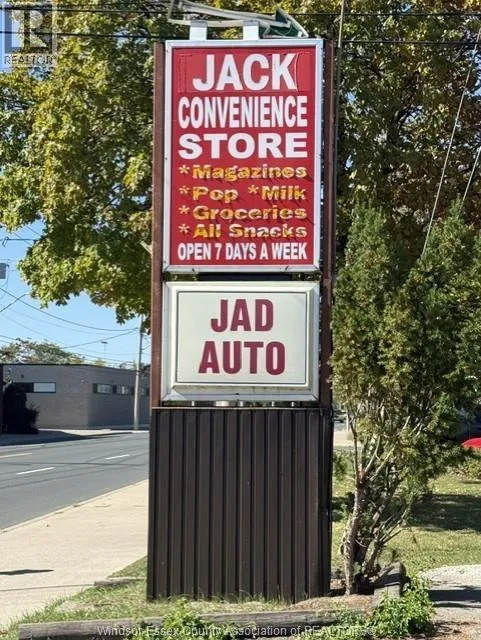 REALTOR®
JACK
CONVENIENCE
STORE
* Magazines
* Pop * Milk
* Groceries
* All Snacks
OPEN 7 DAYS A WEEK
JAD
AUTO
Windsor-Essex County Association of REALTORS®